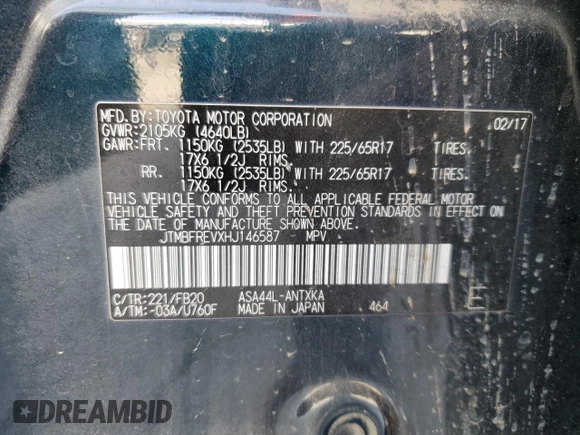 MFD.BY:TOYOTA MOTOR CORPORATION 02/17
GVWR:2105KG (4640LB)
GAWR:FRT. 1150KG (2535LB) WITH 225/65R17 TIRES.
17X6 1/2J RIMS.
RR. 1150KG (2535LB) WITH 225/65R17 TIRES.
17X6 1/2J RIMS.
THIS VEHICLE CONFORMS TO ALL APPLICABLE FEDERAL MOTOR
VEHICLE SAFETY AND THEFT PREVENTION STANDARDS IN EFFECT ON
THE DATE OF MANUFACTURE SHOWN ABOVE.
JTMBFREVXHJ146587 MPV
C/TR:221/FB20 ASA44L-ANTXKA
A/TM:-03A/U760F MADE IN JAPAN 464 E
DREAMBID